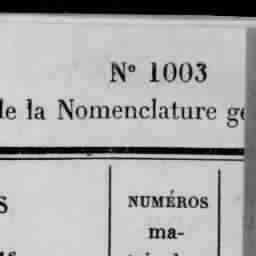 Nº 1003
de la Nomenclature
S
NUMÉROS
ma-